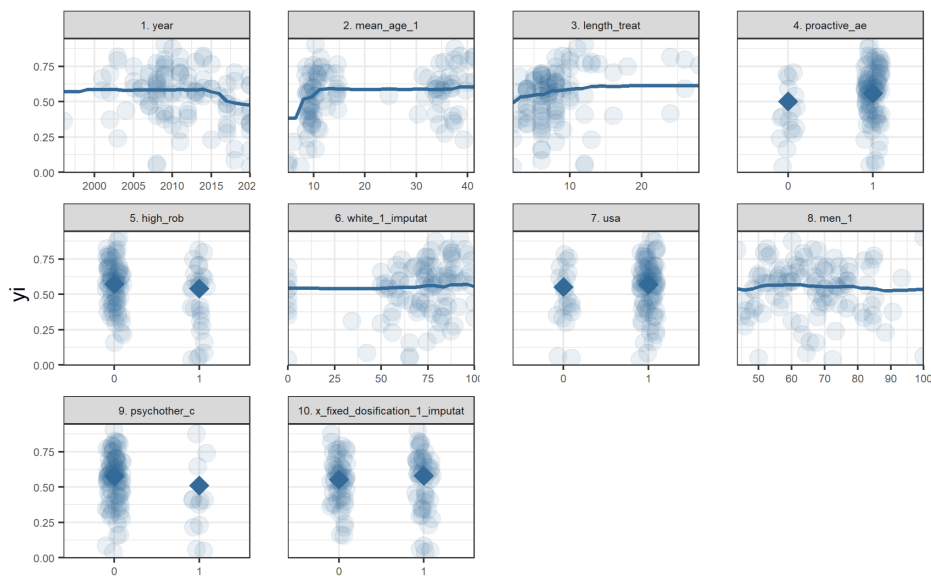 1. year
2. mean_age_1
3. length_treat
4. proactive_ae
0.75
0.50
0.25
0.00
2000 2005 2010 2015 202
10 20 30 40
10 20
0 1
5. high_rob
6. white_1_imputat
7. usa
8. men_1
yi
0.75
0.50
0.25
0.00
0 1
0 25 50 75 100
0 1
50 60 70 80 90 100
9. psychother_c
10. x_fixed_dosification_1_imputat
0.75
0.50
0.25
0.00
0 1
0 1